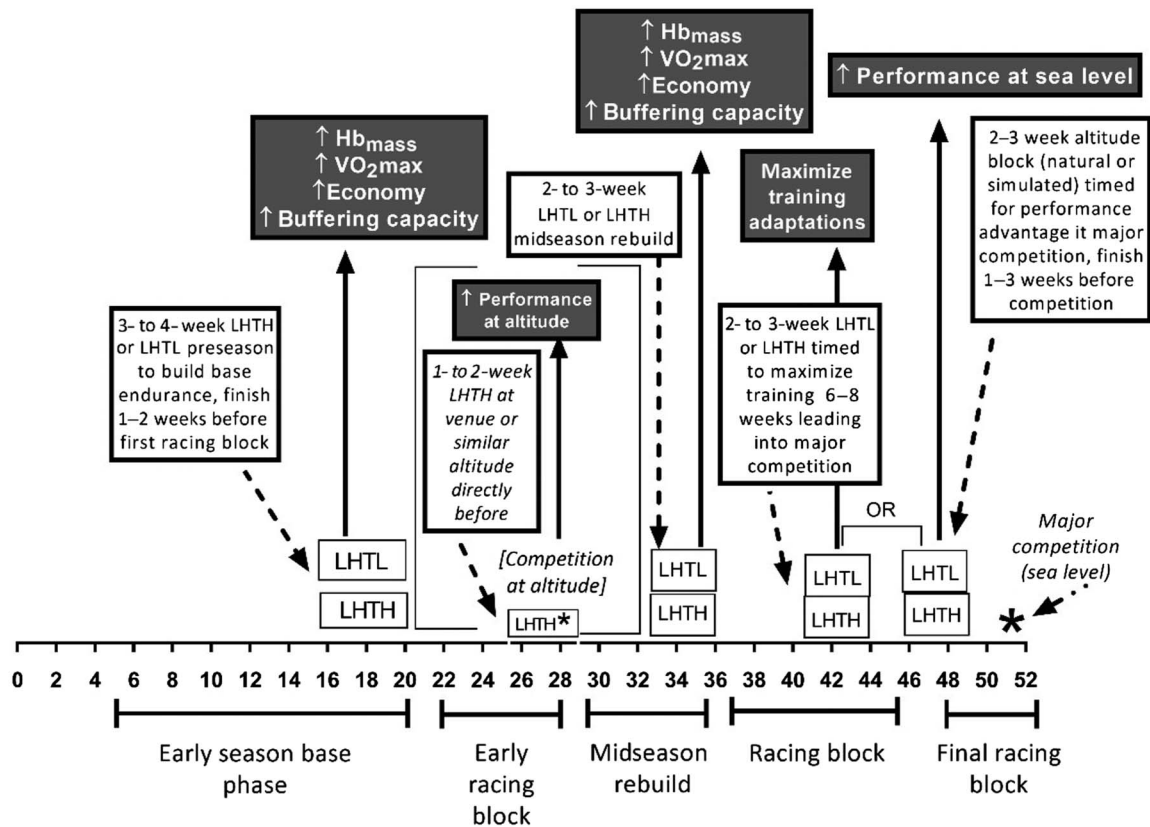 ↑ Hbmass
↑ VO2max
↑Economy
↑ Buffering capacity
3- to 4- week LHTH
or LHTL preseason
to build base
endurance, finish
1–2 weeks before
first racing block
LHTL
LHTH
↑ Performance
at altitude
1- to 2-week
LHTH at
venue or
similar
altitude
directly
before
[Competition
at altitude]
LHTH*
↑ Hbmass
↑ VO2max
↑Economy
↑ Buffering capacity
2- to 3-week
LHTL or LHTH
midseason rebuild
LHTL
LHTH
Maximize
training
adaptations
2- to 3-week LHTL
or LHTH timed
to maximize
training 6–8
weeks leading
into major
competition
LHTL
LHTH
OR
↑ Performance at sea level
2–3 week altitude
block (natural or
simulated) timed
for performance
advantage it major
competition, finish
1–3 weeks before
competition
LHTL
LHTH
Major
competition
(sea level)
*
0 2 4 6 8 10 12 14 16 18 20 22 24 26 28 30 32 34 36 38 40 42 44 46 48 50 52
Early season base
phase
Early
racing
block
Midseason
rebuild
Racing block
Final racing
block